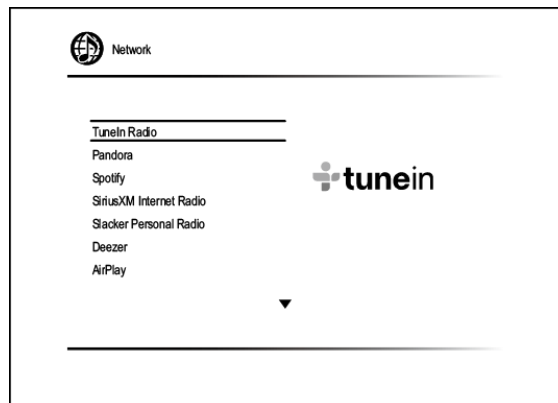 Network
TuneIn Radio
Pandora
Spotify
SiriusXM Internet Radio
Slacker Personal Radio
Deezer
AirPlay
tunein